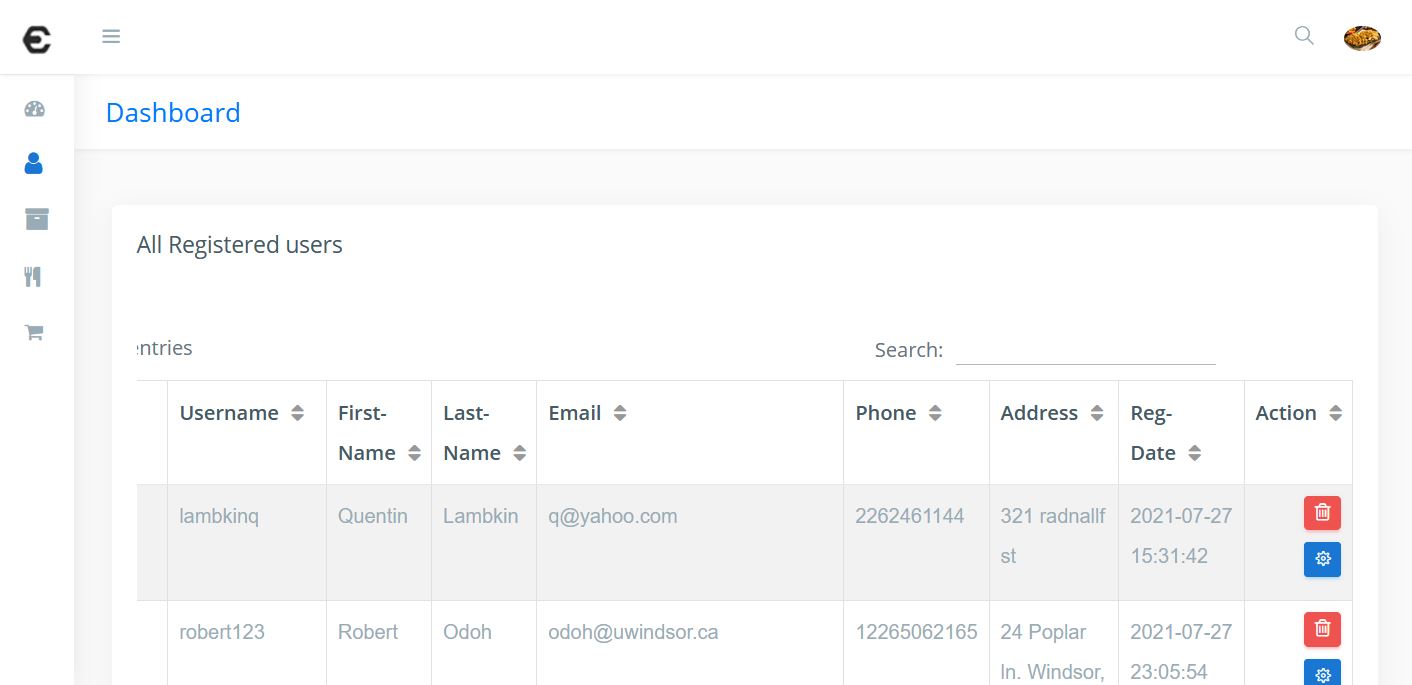 Dashboard
All Registered users
entries
Search:
Username First- Last- Email Phone Address Reg- Action
Name Name Date
lambkinq Quentin Lambkin q@yahoo.com 2262461144 321 radnallf 2021-07-27
st 15:31:42
robert123 Robert Odoh odoh@uwindsor.ca 12265062165 24 Poplar 2021-07-27
ln. Windsor, 23:05:54